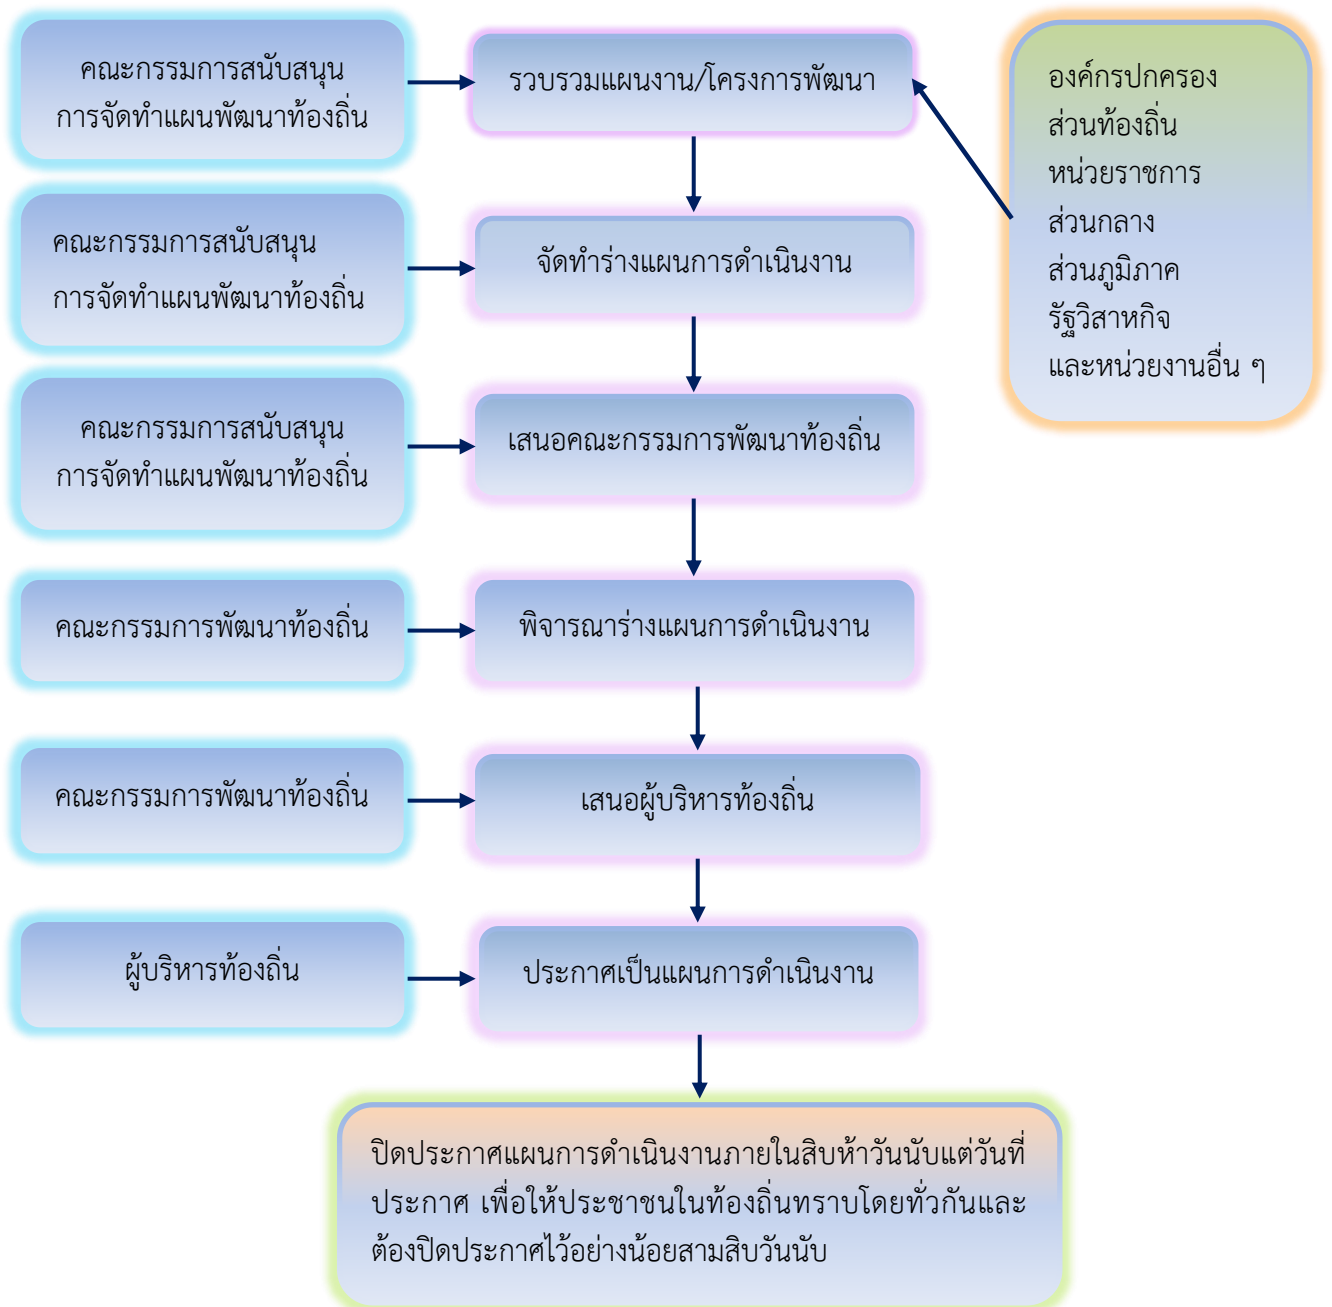 คณะกรรมการสนับสนุน
การจัดทำแผนพัฒนาท้องถิ่น
รวบรวมแผนงาน/โครงการพัฒนา
องค์กรปกครอง
ส่วนท้องถิ่น
หน่วยราชการ
ส่วนกลาง
ส่วนภูมิภาค
รัฐวิสาหกิจ
และหน่วยงานอื่น ๆ
คณะกรรมการสนับสนุน
การจัดทำแผนพัฒนาท้องถิ่น
จัดทำร่างแผนการดำเนินงาน
คณะกรรมการสนับสนุน
การจัดทำแผนพัฒนาท้องถิ่น
เสนอคณะกรรมการพัฒนาท้องถิ่น
คณะกรรมการพัฒนาท้องถิ่น
พิจารณาร่างแผนการดำเนินงาน
คณะกรรมการพัฒนาท้องถิ่น
เสนอผู้บริหารท้องถิ่น
ผู้บริหารท้องถิ่น
ประกาศเป็นแผนการดำเนินงาน
ปิดประกาศแผนการดำเนินงานภายในสิบห้าวันนับแต่วันที่
ประกาศ เพื่อให้ประชาชนในท้องถิ่นทราบโดยทั่วกันและ
ต้องปิดประกาศไว้อย่างน้อยสามสิบวันนับ